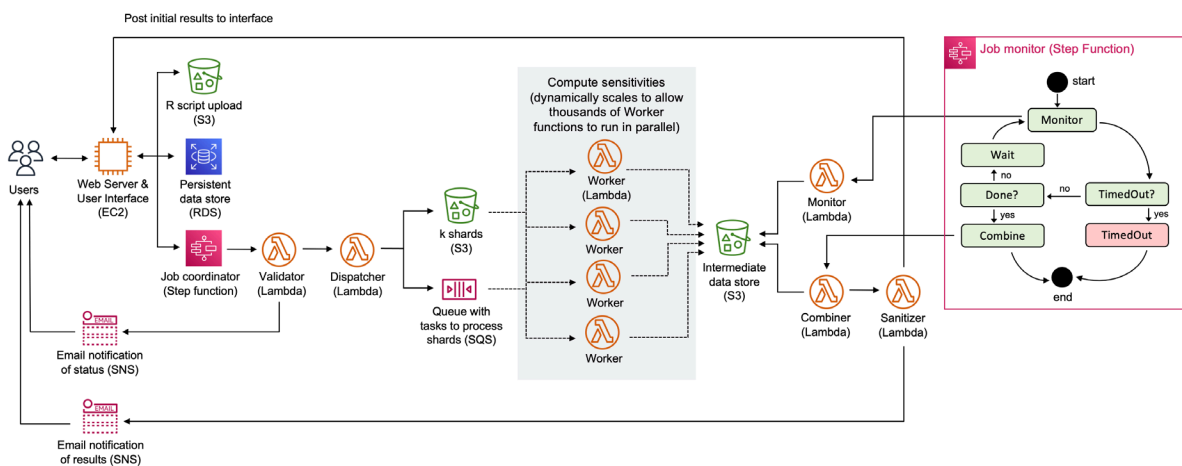 Post initial results to interface
Users
Web Server &
User Interface
(EC2)
R script upload
(S3)
Persistent
data store
(RDS)
Job coordinator
(Step function)
Validator
(Lambda)
Dispatcher
(Lambda)
k shards
(S3)
Queue with
tasks to process
shards (SQS)
Compute sensitivities
(dynamically scales to allow
thousands of Worker
functions to run in parallel)
Worker
(Lambda)
Worker
Worker
Worker
Intermediate
data store
(S3)
Monitor
(Lambda)
Combiner
(Lambda)
Sanitizer
(Lambda)
EMAIL
Email notification
of status (SNS)
EMAIL
Email notification
of results (SNS)
Job monitor (Step Function)
start
Monitor
Wait
no
Done?
no
TimedOut?
yes
yes
Combine
TimedOut
end